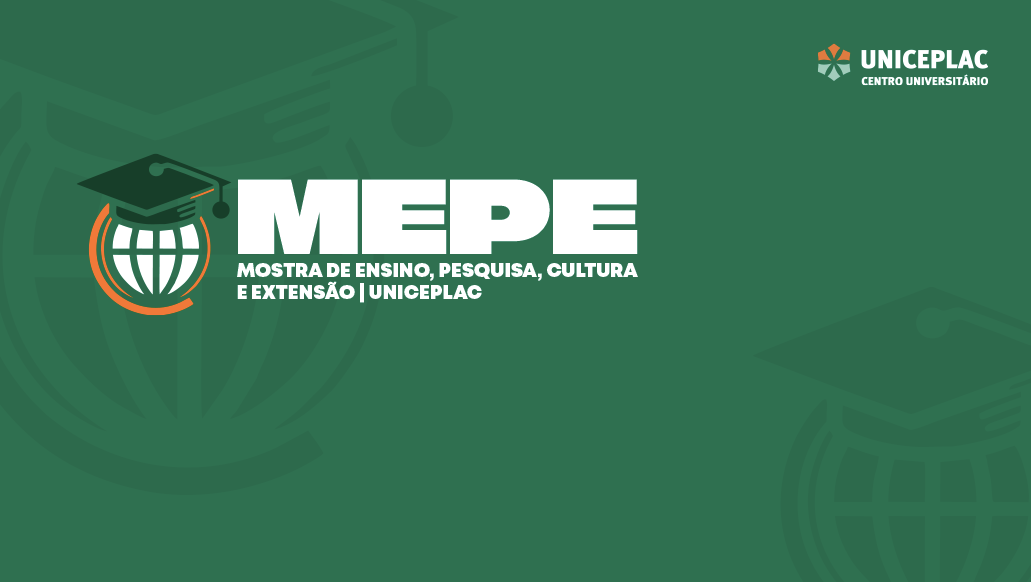 UNICEPLAC
CENTRO UNIVERSITÁRIO
MEPE
MOSTRA DE ENSINO, PESQUISA, CULTURA
E EXTENSÃO | UNICEPLAC